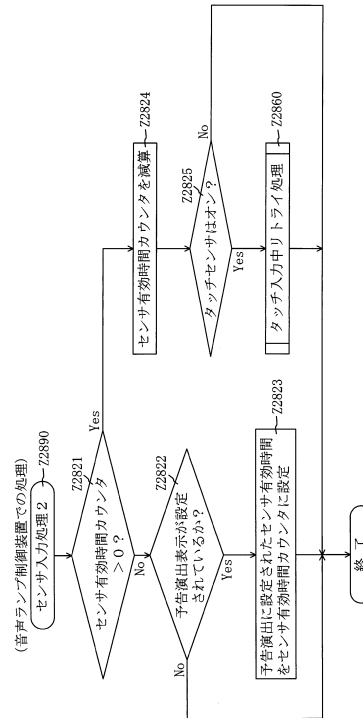 (音声ランプ制御装置での処理)
センサ入力処理2
Z2890
Z2821
センサ有効時間カウンタ
>0?
Yes
No
Z2822
予告演出表示が設定
されているか?
No
Yes
Z2823
予告演出に設定されたセンサ有効時間
をセンサ有効時間カウンタに設定
Z2824
センサ有効時間カウンタを減算
Z2825
タッチセンサはオン?
No
Yes
Z2860
タッチ入力中リトライ処理
終了